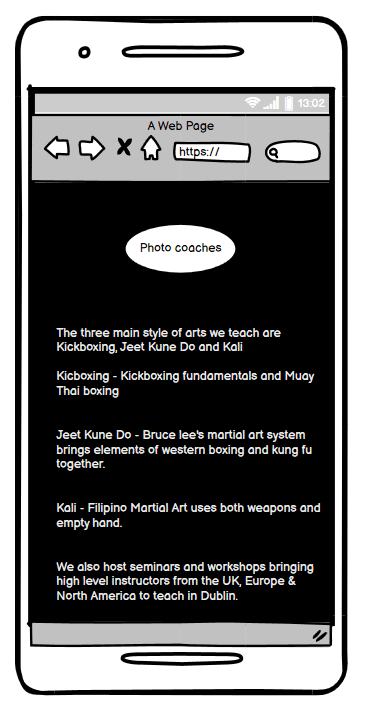 13:02
A Web Page
https://
Photo coaches
The three main style of arts we teach are
Kickboxing, Jeet Kune Do and Kali
Kicboxing - Kickboxing fundamentals and Muay
Thai boxing
Jeet Kune Do - Bruce lee's martial art system
brings elements of western boxing and kung fu
together.
Kali - Filipino Martial Art uses both weapons and
empty hand.
We also host seminars and workshops bringing
high level instructors from the UK, Europe &
North America to teach in Dublin.